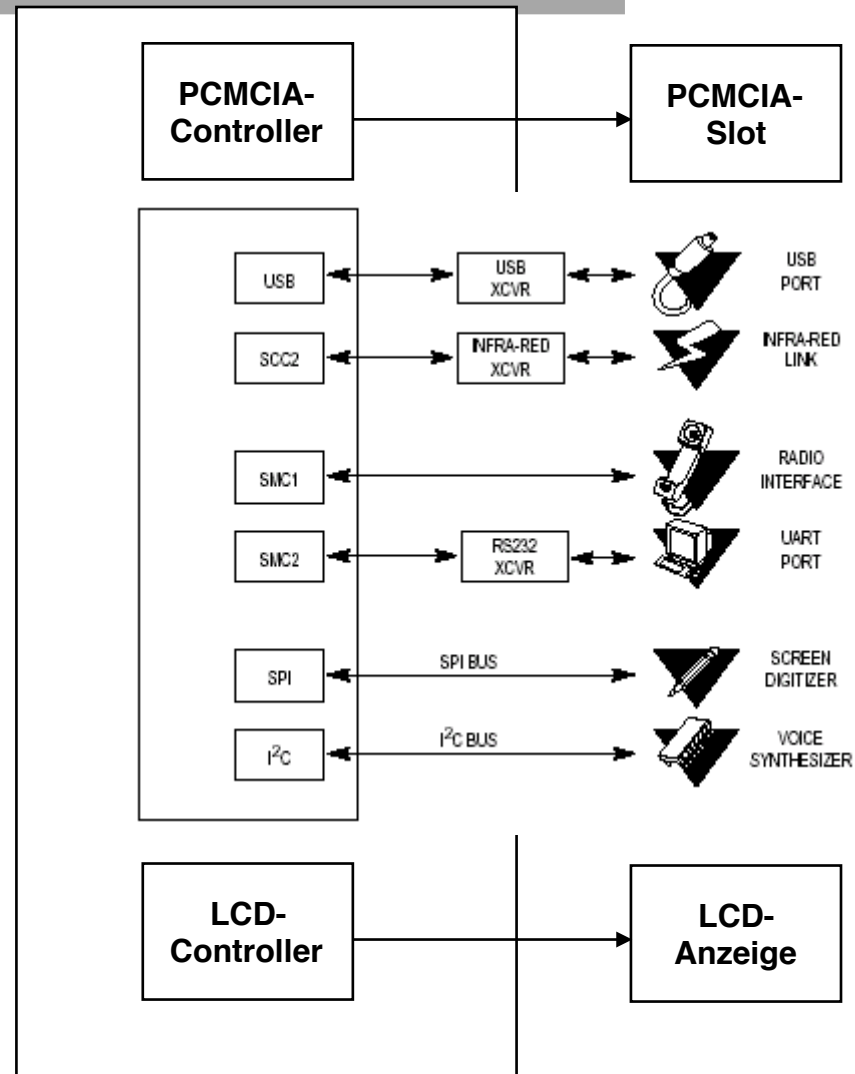 PCMCIA-
Controller
PCMCIA-
Slot
USB
USB
XCVR
USB
PORT
SCC2
INFRA-RED
XCVR
INFRA-RED
LINK
SMC1
RADIO
INTERFACE
SMC2
RS232
XCVR
UART
PORT
SPI
SPI BUS
SCREEN
DIGITIZER
I²C
I²C BUS
VOICE
SYNTHESIZER
LCD-
Controller
LCD-
Anzeige